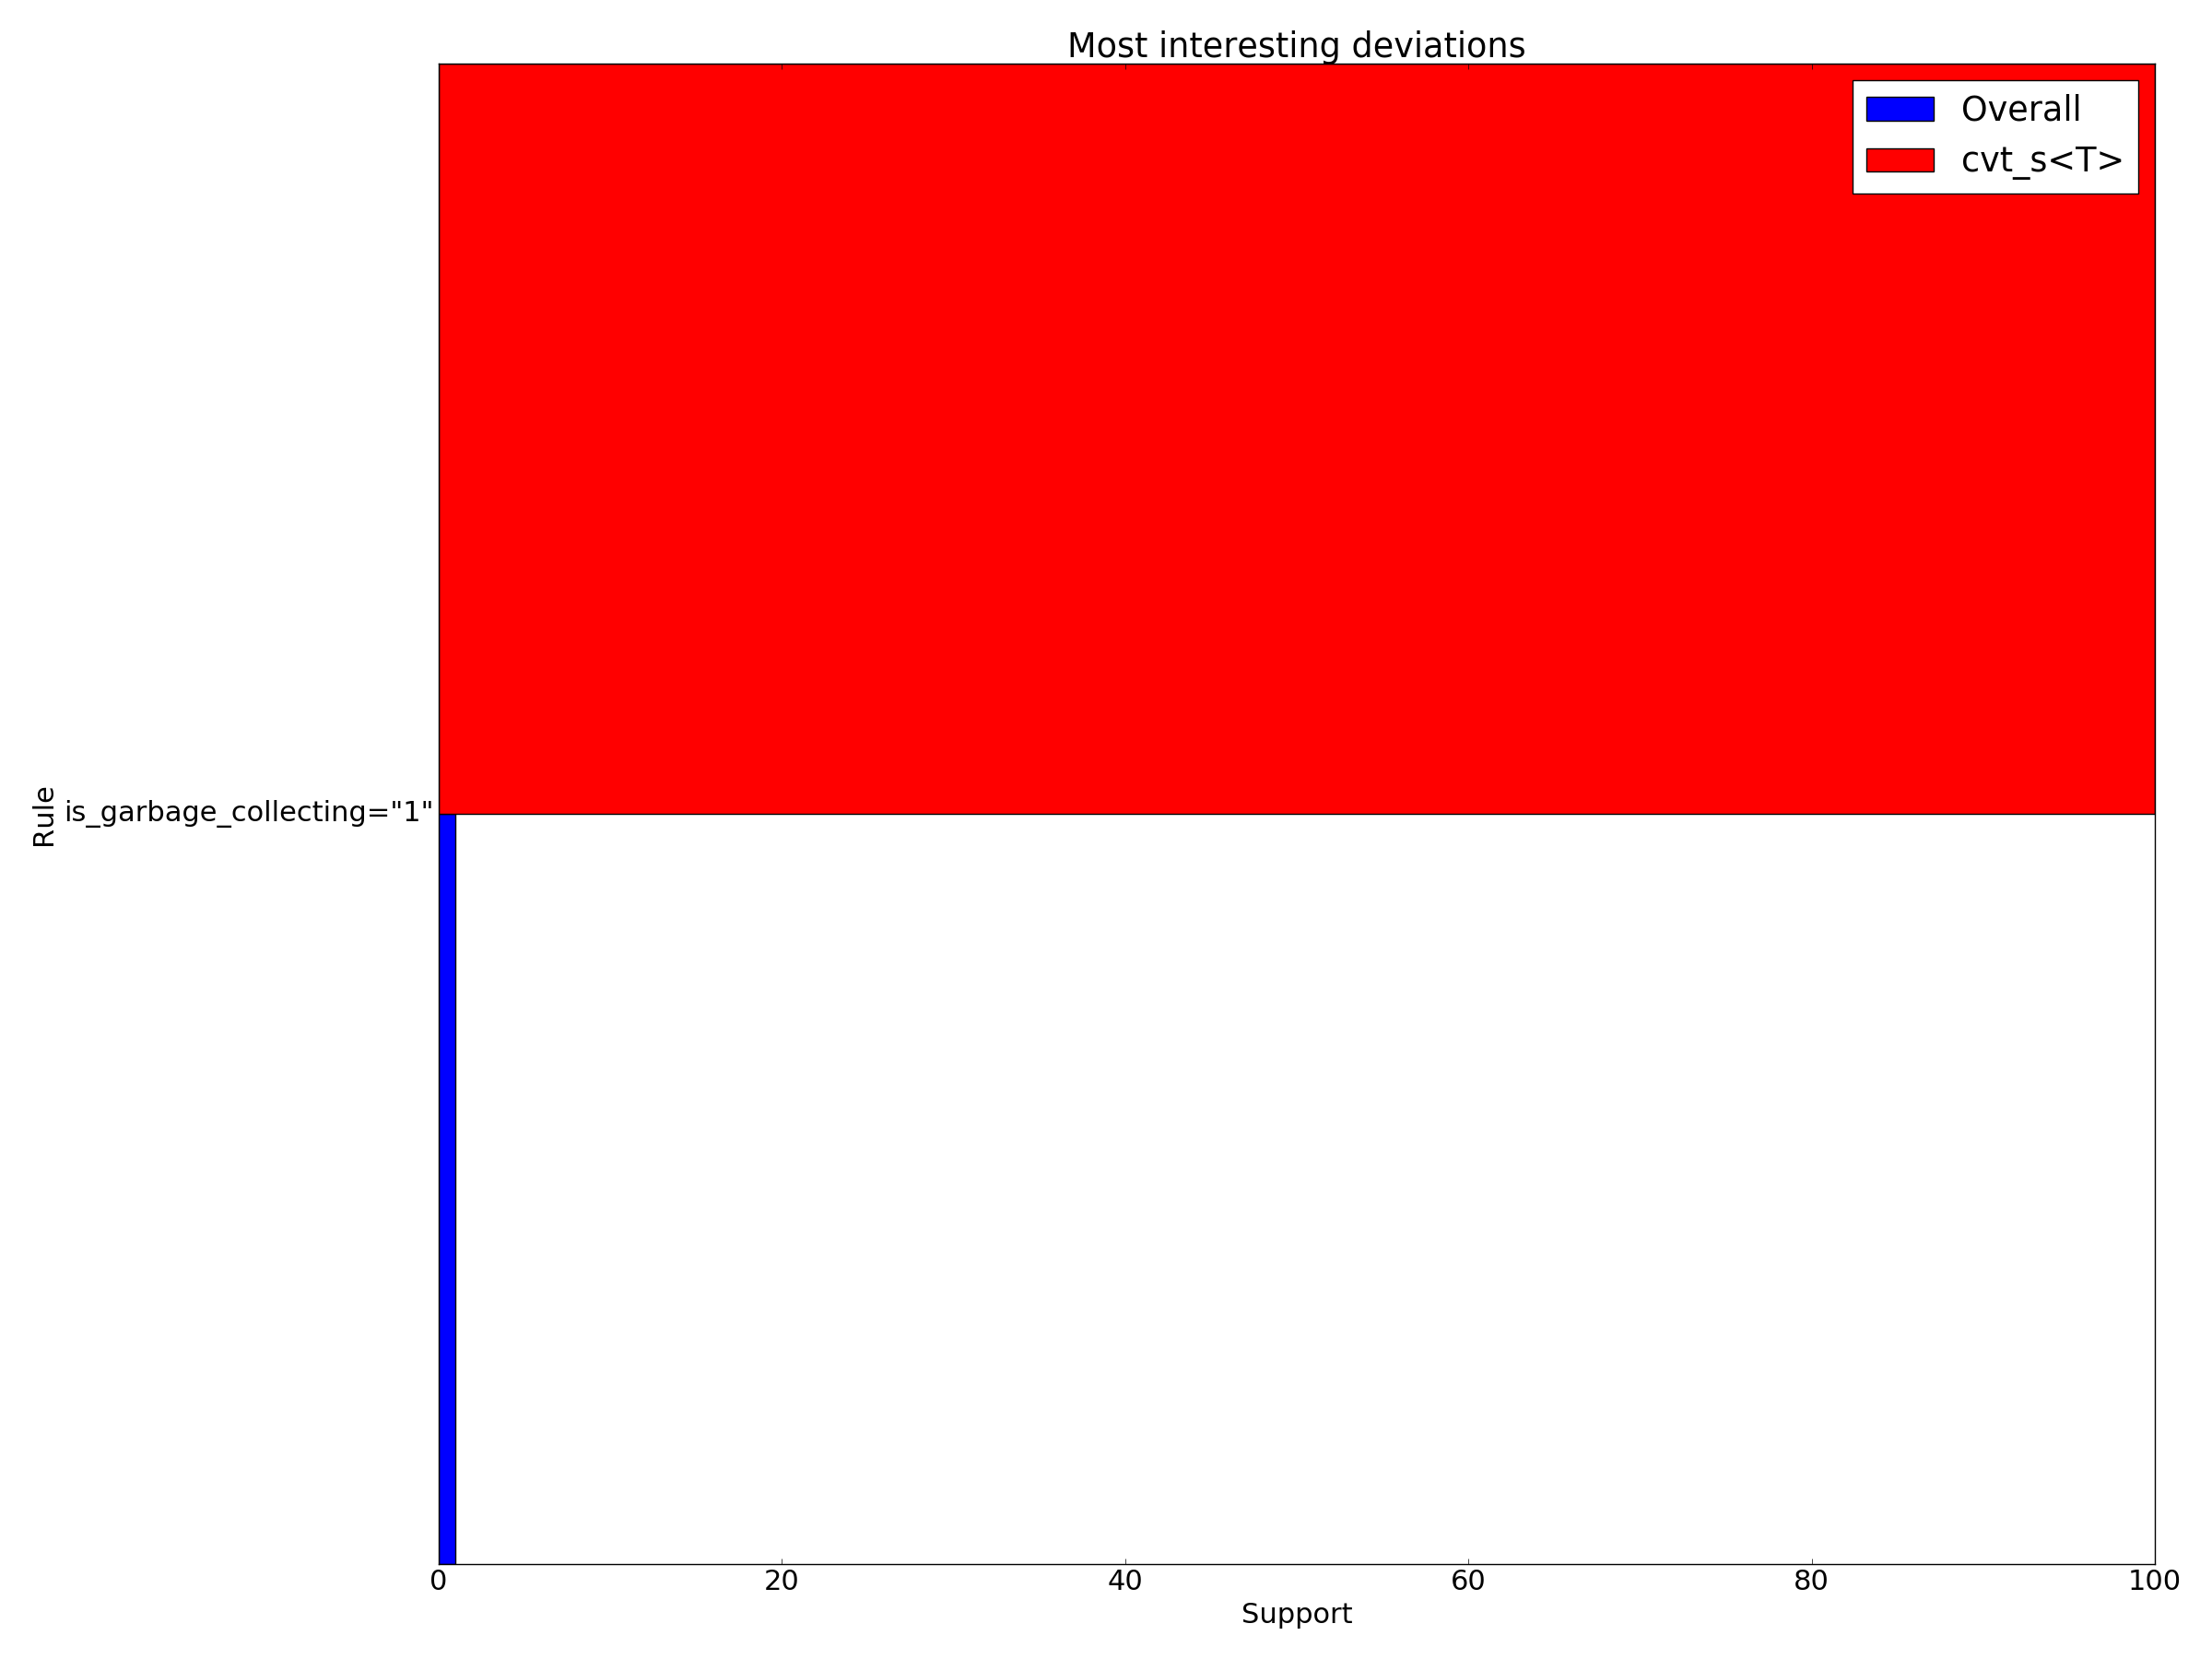 Most interesting deviations
Overall
cvt_s<T>
Rule
is_garbage_collecting="1"
0 20 40 60 80 100
Support